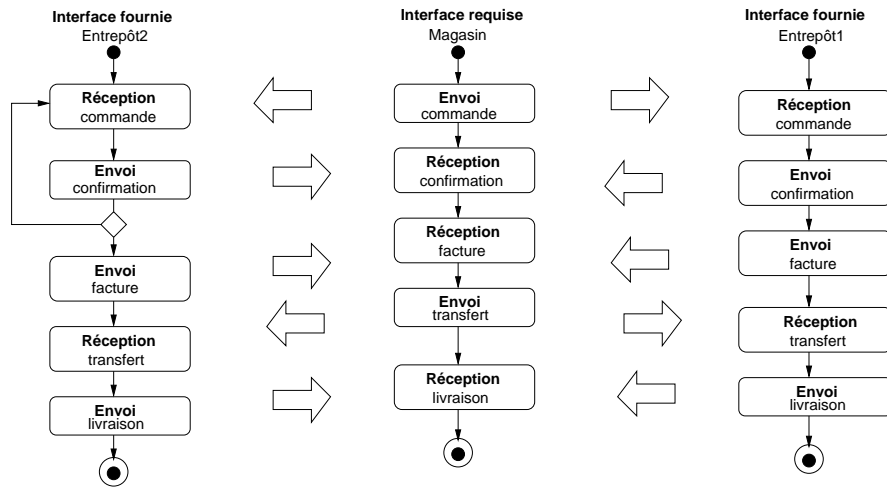 Interface fournie
Entrepôt2
Réception
commande
Envoi
confirmation
Envoi
facture
Réception
transfert
Envoi
livraison
Interface requise
Magasin
Envoi
commande
Réception
confirmation
Réception
facture
Envoi
transfert
Réception
livraison
Interface fournie
Entrepôt1
Réception
commande
Envoi
confirmation
Envoi
facture
Réception
transfert
Envoi
livraison